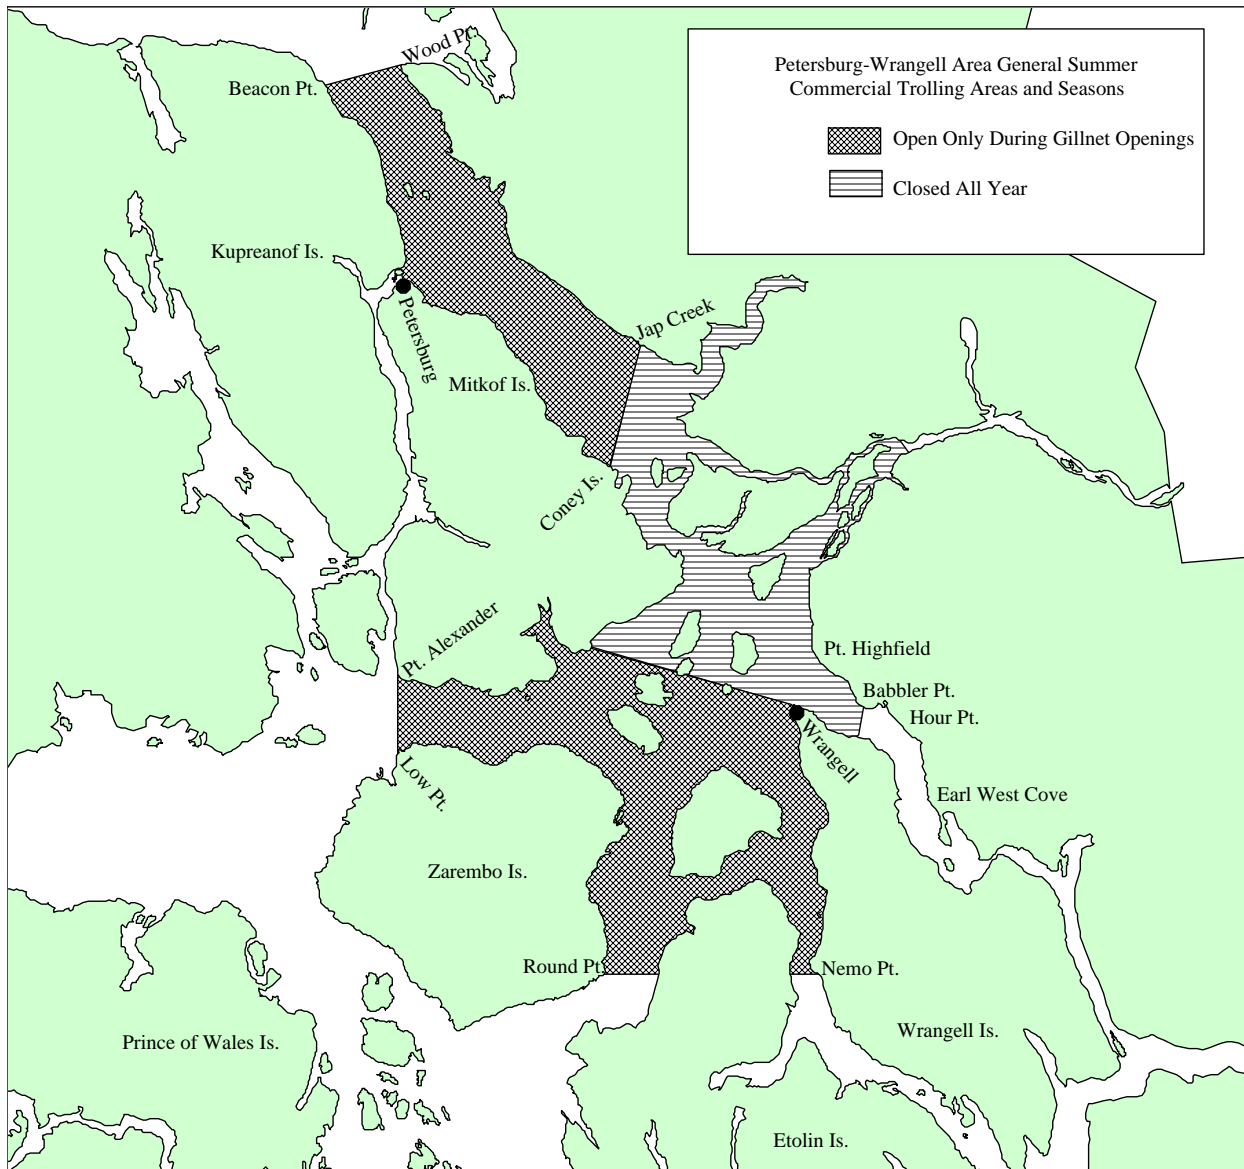 Wood Pt.
Beacon Pt.
Petersburg-Wrangell Area General Summer
Commercial Trolling Areas and Seasons
Open Only During Gillnet Openings
Closed All Year
Kupreanof Is.
Petersburg
Jap Creek
Mitkof Is.
Coney Is.
Pt. Alexander
Pt. Highfield
Babbler Pt.
Hour Pt.
Wrangell
Low Pt.
Earl West Cove
Zarembo Is.
Round Pt.
Nemo Pt.
Wrangell Is.
Prince of Wales Is.
Etolin Is.